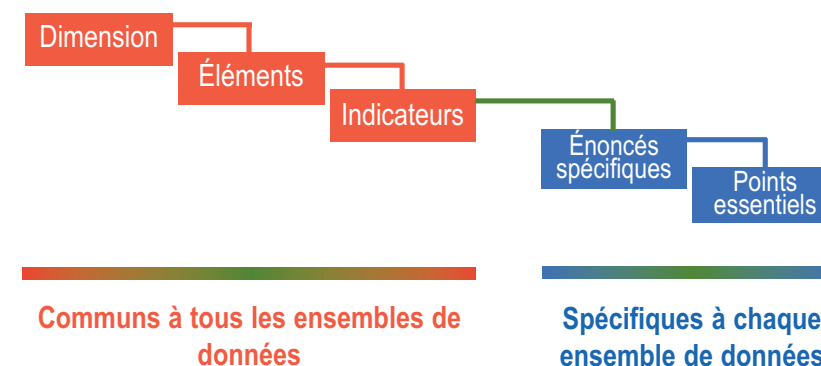 Dimension
Éléments
Indicateurs
Énoncés
spécifiques
Points
essentiels
Communs à tous les ensembles de
données
Spécifiques à chaque
ensemble de données